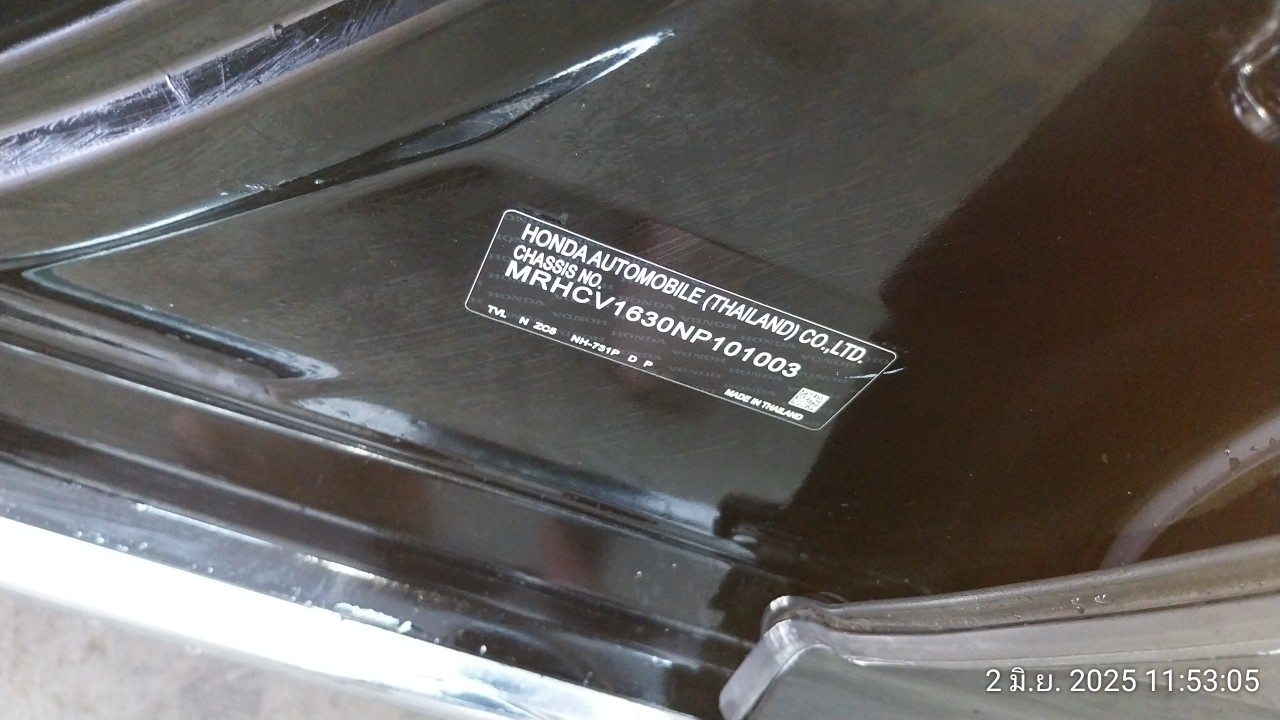 HONDA AUTOMOBILE (THAILAND) CO.,LTD.
CHASSIS NO.
MRHCV1630NP101003
TVL N ZC5 NH-731P D P
MADE IN THAILAND
2 มิ.ย. 2025 11:53:05